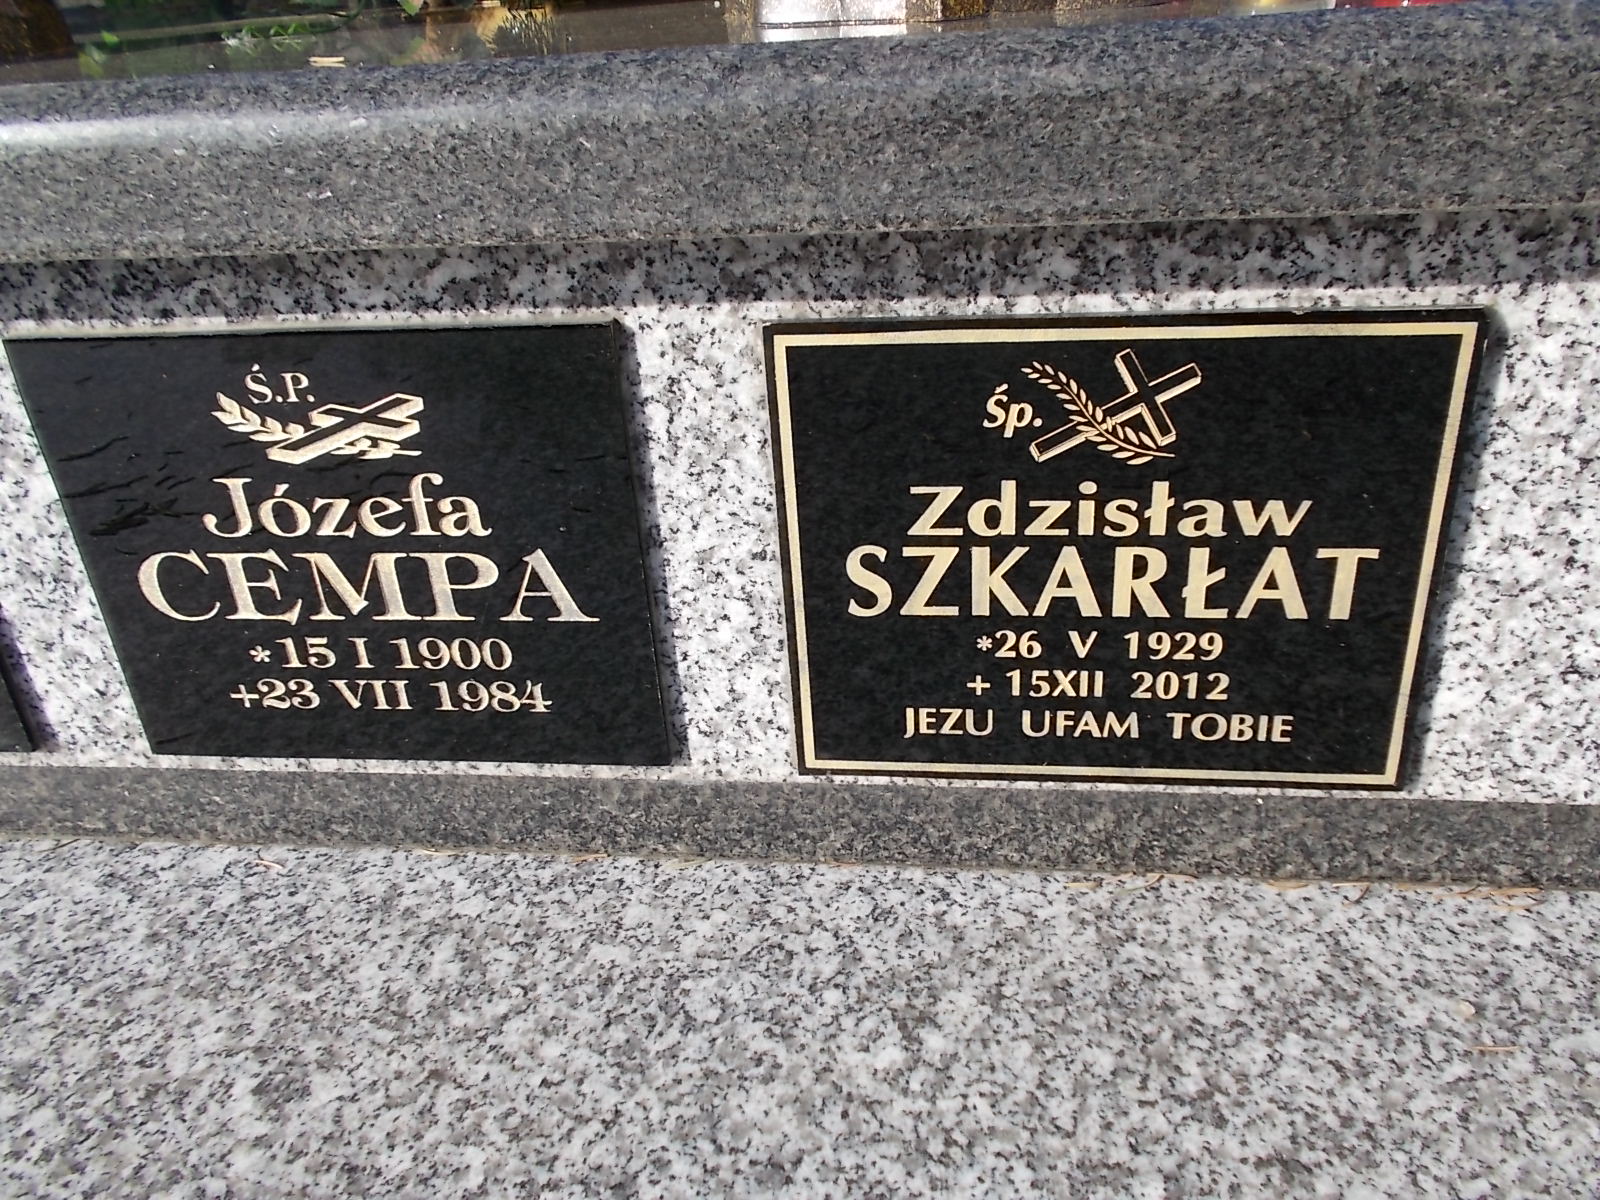 Ś.P.
Józefa
CEMPA
*15 I 1900
+23 VII 1984
Śp.
Zdzisław
SZKARŁAT
*26 V 1929
+ 15XII 2012
JEZU UFAM TOBIE